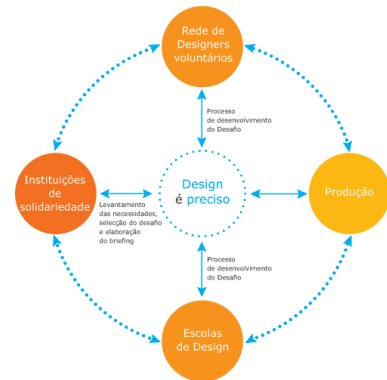 Rede de
Designers
voluntários
Processo
de desenvolvimento
do Desafio
Instituições
de
solidariedade
Design
é preciso
Produção
Levantamento
das necessidades,
selecção do desafio
e elaboração
do briefing
Processo
de desenvolvimento
do Desafio
Escolas
de Design